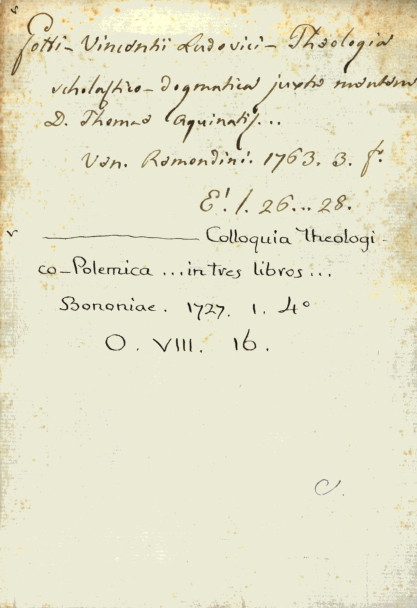 Gotti - Vincentii Ludovici - Theologia
scholastico - dogmatica juxta mentem
D. Thomae Aquinatis...
Ven. Remondini. 1763. 3. f.
E'. 1. 26... 28.
Colloquia Theologi-
co-Polemica ... in tres libros ...
Bononiae. 1727. 1. 4°
O. VIII. 16.